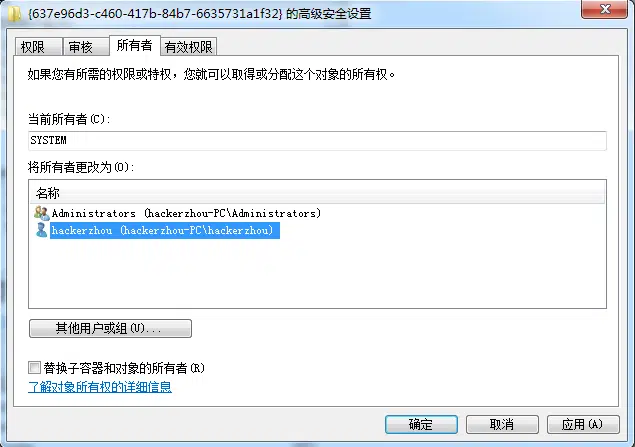 {637e96d3-c460-417b-84b7-6635731a1f32} 的高级安全设置
权限 审核 所有者 有效权限
如果您有所需的权限或特权，您就可以取得或分配这个对象的所有权。
当前所有者(C):
SYSTEM
将所有者更改为(O):
名称
Administrators (hackerzhou-PC\Administrators)
hackerzhou (hackerzhou-PC\hackerzhou)
其他用户或组(U)...
替换子容器和对象的所有者(R)
了解对象所有权的详细信息
确定 取消 应用(A)